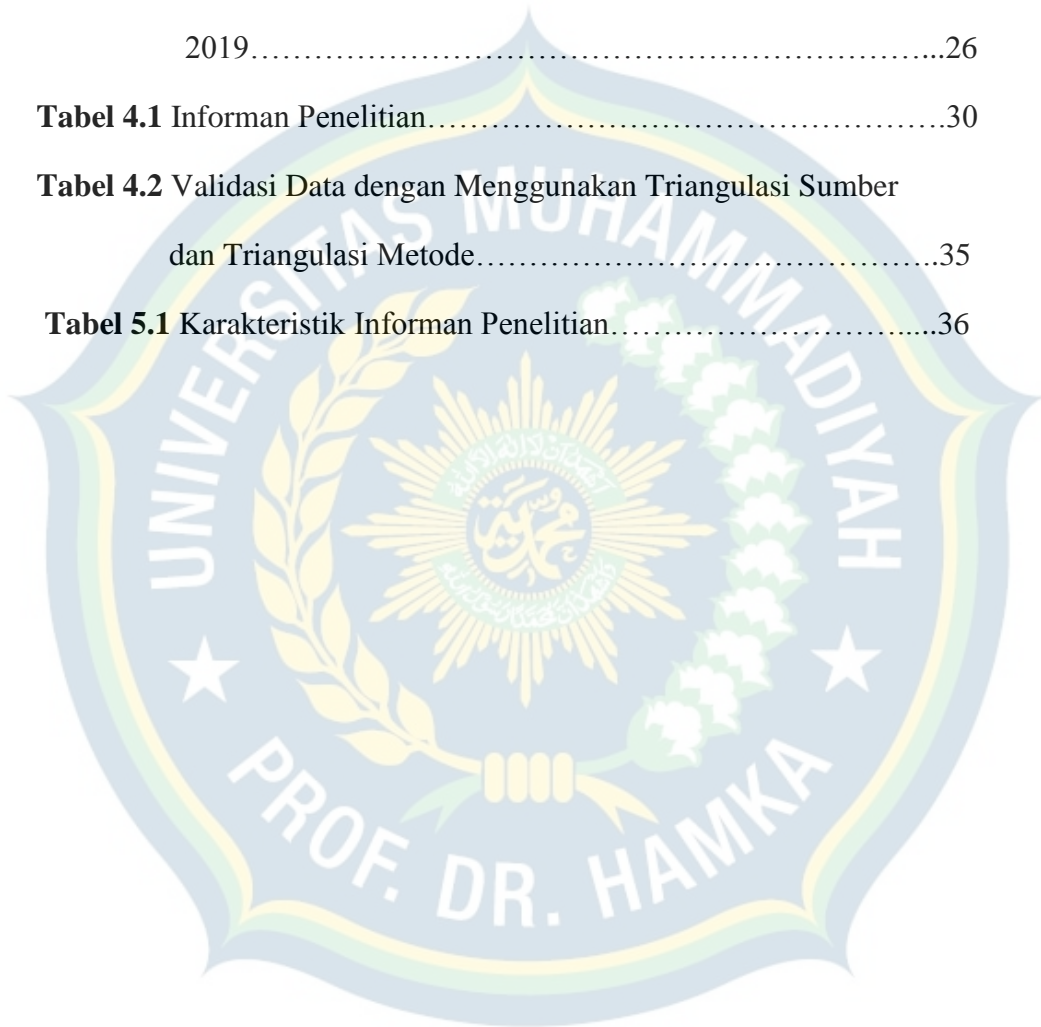 2019……………………………………………………………...26
Tabel 4.1 Informan Penelitian…………………………………………….30
Tabel 4.2 Validasi Data dengan Menggunakan Triangulasi Sumber
dan Triangulasi Metode……………………………………….35
Tabel 5.1 Karakteristik Informan Penelitian…………………………......36
UNIVERSITAS MUHAMMADIYAH
محمدية
PROF. DR. HAMKA